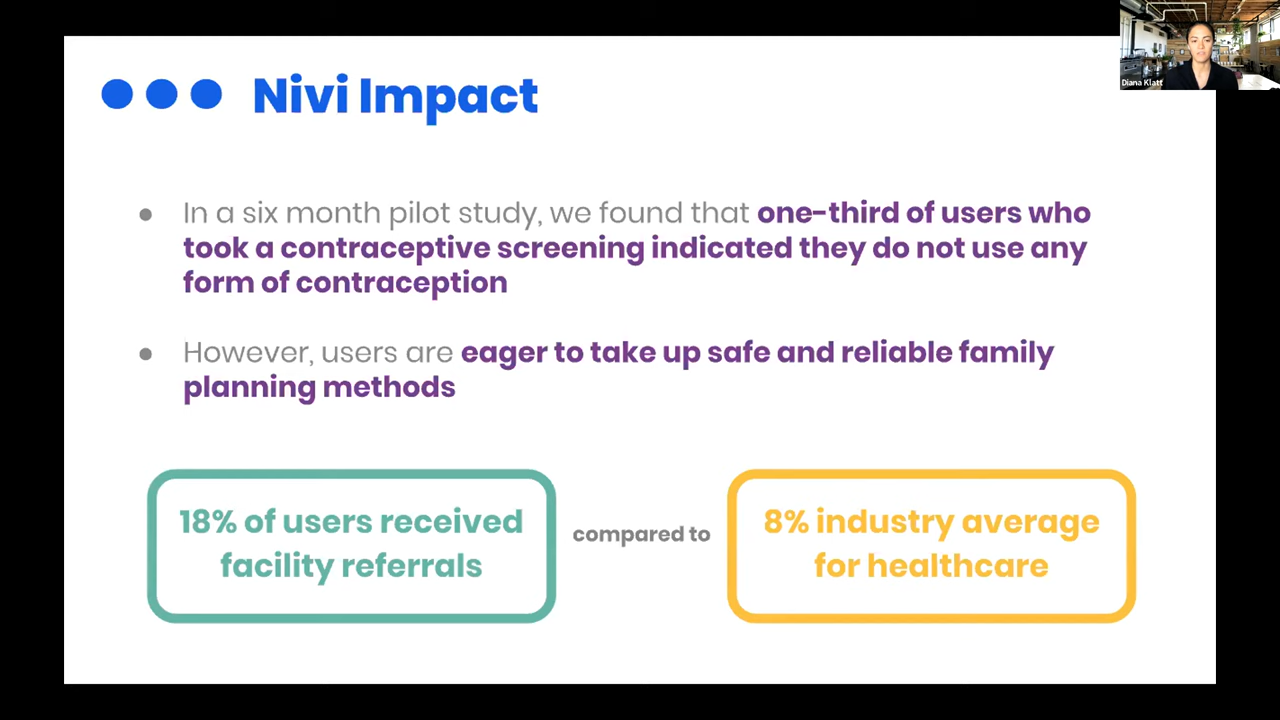 Nivi Impact
Diana Klatt
In a six month pilot study, we found that one-third of users who
took a contraceptive screening indicated they do not use any
form of contraception
However, users are eager to take up safe and reliable family
planning methods
18% of users received
facility referrals
compared to
8% industry average
for healthcare